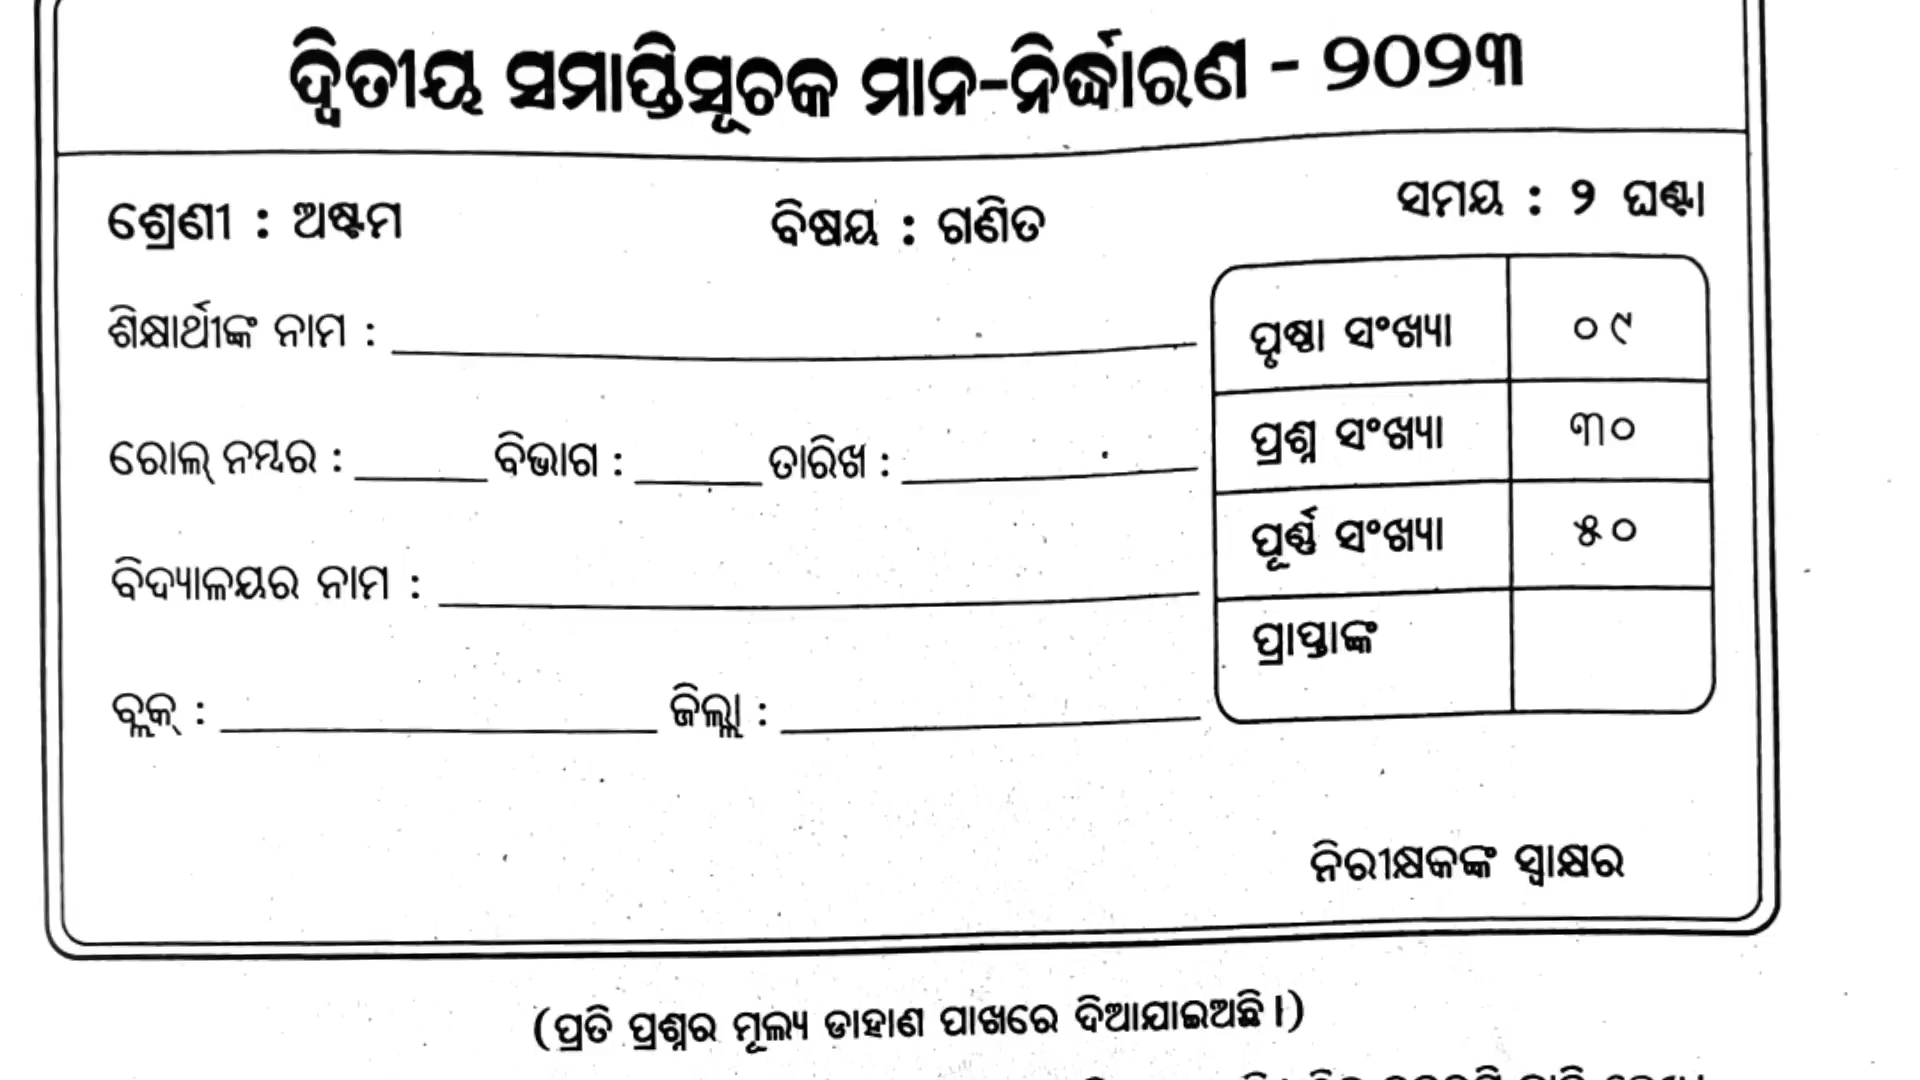 ଦ୍ୱିତୀୟ ସମାପ୍ତିସୂଚକ ମାନ-ନିର୍ଦ୍ଧାରଣ - ୨୦୨୩
ଶ୍ରେଣୀ : ଅଷ୍ଟମ ବିଷୟ : ଗଣିତ ସମୟ : ୨ ଘଣ୍ଟା
ଶିକ୍ଷାର୍ଥୀଙ୍କ ନାମ :
ପୃଷ୍ଠା ସଂଖ୍ୟା ୦୯
ରୋଲ୍ ନମ୍ବର : ବିଭାଗ : ତାରିଖ :
ପ୍ରଶ୍ନ ସଂଖ୍ୟା ୩୦
ପୂର୍ଣ୍ଣ ସଂଖ୍ୟା ୫୦
ବିଦ୍ୟାଳୟର ନାମ :
ପ୍ରାପ୍ତାଙ୍କ
ବ୍ଲକ୍ : ଜିଲ୍ଲା :
ନିରୀକ୍ଷକଙ୍କ ସ୍ୱାକ୍ଷର
(ପ୍ରତି ପ୍ରଶ୍ନର ମୂଲ୍ୟ ଡାହାଣ ପାଖରେ ଦିଆଯାଇଅଛି।)